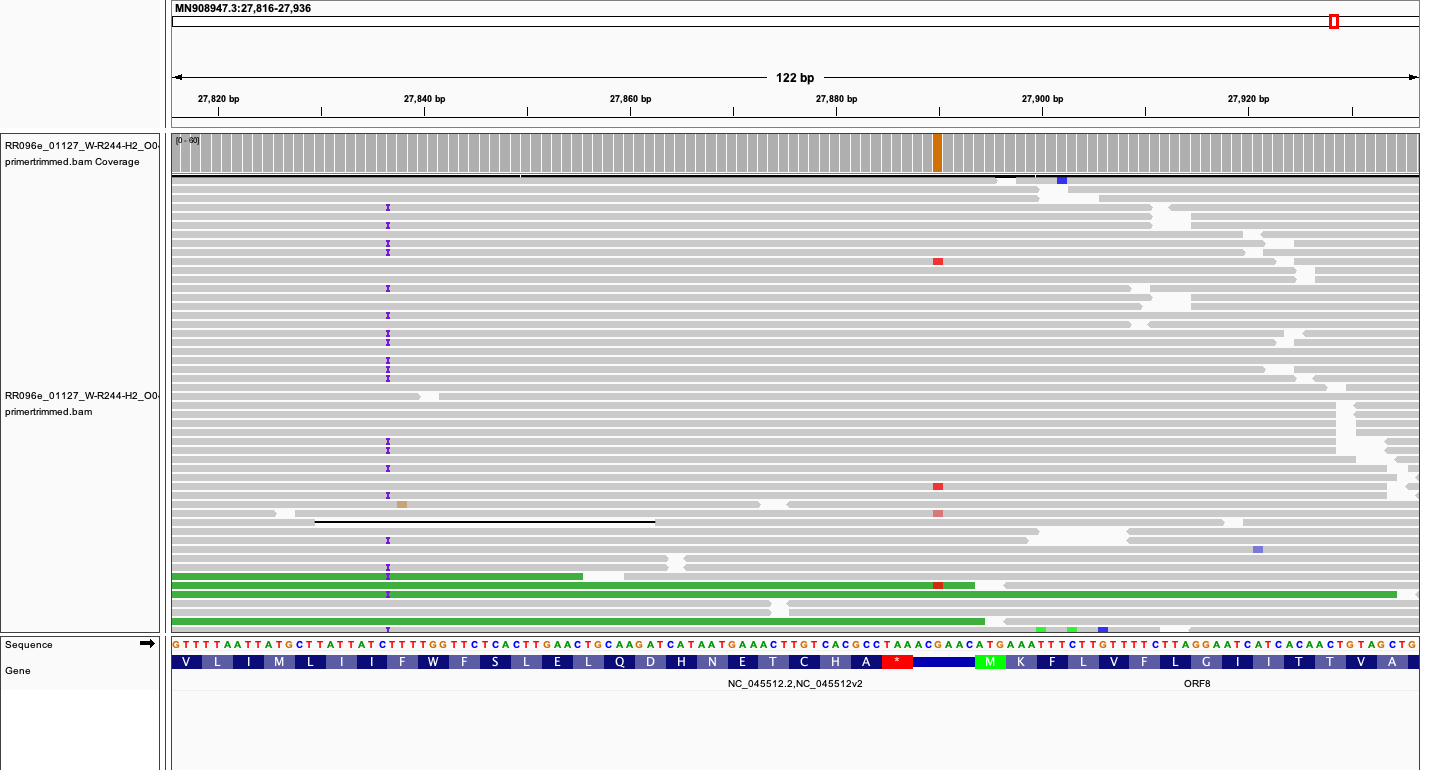 MN908947.3:27,816-27,936
122 bp
27,820 bp 27,840 bp 27,860 bp 27,880 bp 27,900 bp 27,920 bp
[0 - 60]
RR096e_01127_W-R244-H2_O0
primertrimmed.bam Coverage
RR096e_01127_W-R244-H2_O0
primertrimmed.bam
Sequence
GTTTTAATTATGCTTATTATCTTTTGGTTCTCACTTGAACTGCAAGATCATAATGAAACTTGTCACGCCTAAACGAACATGAAATTTCTTGTTTTCTTAGGAATCATCACAACTGTAGCTG
Gene
V L I M L I I F W F S L E L Q D H N E T C H A * M K F L V F L G I I T T V A
NC_045512.2,NC_045512v2 ORF8